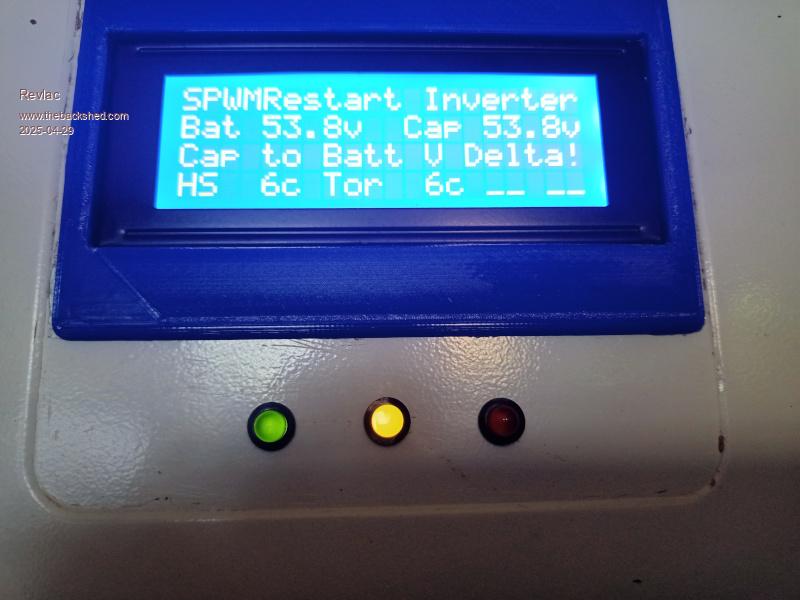 SPWMRestart Inverter
Bat 53.8v Cap 53.8v
Cap to Batt V Delta!
HS 6c Tor 6c __ __
Revlac
www.thebackshed.com
2025-04-29